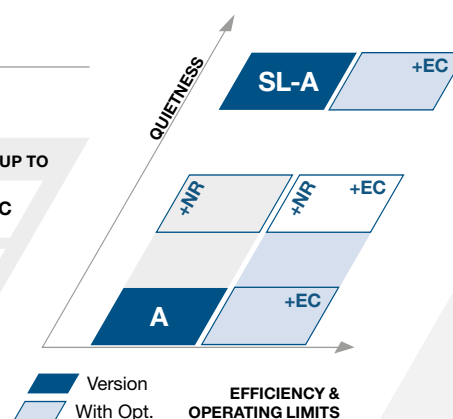 QUIETNESS
SL-A
+EC
UP TO
C
+NR
+NR
+EC
A
+EC
Version
With Opt.
EFFICIENCY &
OPERATING LIMITS